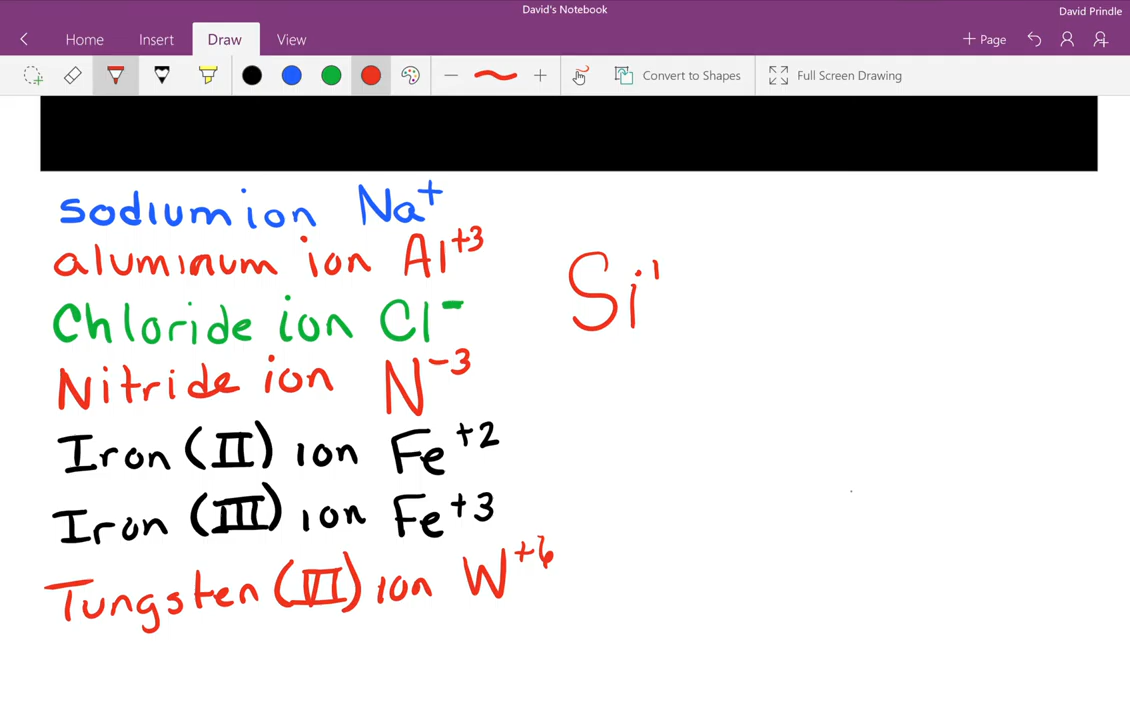 David's Notebook
David Prindle
Home Insert Draw View
Page
Convert to Shapes Full Screen Drawing
sodium ion Na+
aluminum ion Al+3
Chloride ion Cl-
Nitride ion N-3
Iron (II) ion Fe+2
Iron (III) ion Fe+3
Tungsten (VI) ion W+6
Si